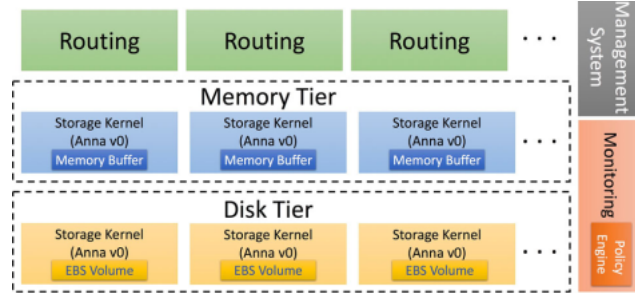 Routing
Routing
Routing
...
Memory Tier
Storage Kernel
(Anna v0)
Memory Buffer
Storage Kernel
(Anna v0)
Memory Buffer
Storage Kernel
(Anna v0)
Memory Buffer
...
Disk Tier
Storage Kernel
(Anna v0)
EBS Volume
Storage Kernel
(Anna v0)
EBS Volume
Storage Kernel
(Anna v0)
EBS Volume
...
Management
System
Monitoring
Policy
Engine